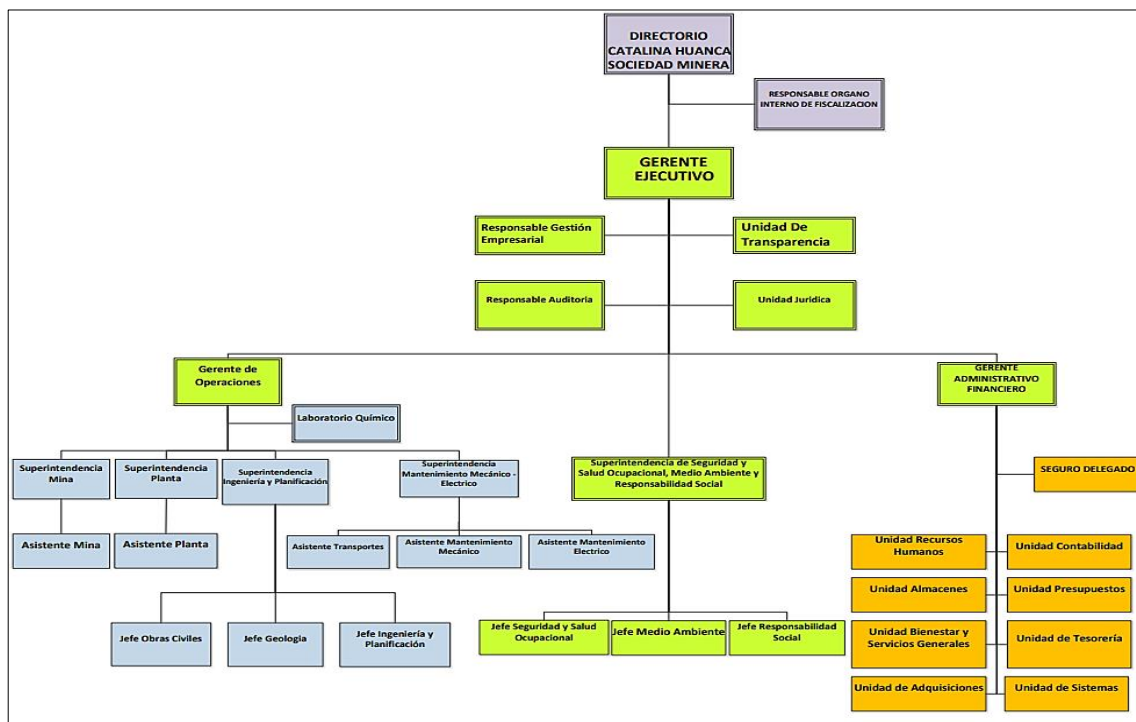 DIRECTORIO
CATALINA HUANCA
SOCIEDAD MINERA
RESPONSABLE ORGANO
INTERNO DE FISCALIZACION
GERENTE
EJECUTIVO
Responsable Gestión
Empresarial
Unidad De
Transparencia
Responsable Auditoria
Unidad Juridica
Gerente de
Operaciones
GERENTE
ADMINISTRATIVO
FINANCIERO
Laboratorio Químico
Superintendencia
Mina
Superintendencia
Planta
Superintendencia
Ingeniería y Planificación
Superintendencia
Mantenimiento Mecánico -
Electrico
Superintendencia de Seguridad y
Salud Ocupacional, Medio Ambiente y
Responsabilidad Social
SEGURO DELEGADO
Asistente Mina
Asistente Planta
Asistente Transportes
Asistente Mantenimiento
Mecánico
Asistente Mantenimiento
Electrico
Unidad Recursos
Humanos
Unidad Contabilidad
Unidad Almacenes
Unidad Presupuestos
Jefe Obras Civiles
Jefe Geologia
Jefe Ingeniería y
Planificación
Jefe Seguridad y Salud
Ocupacional
Jefe Medio Ambiente
Jefe Responsabilidad
Social
Unidad Bienestar y
Servicios Generales
Unidad de Tesorería
Unidad de Adquisiciones
Unidad de Sistemas